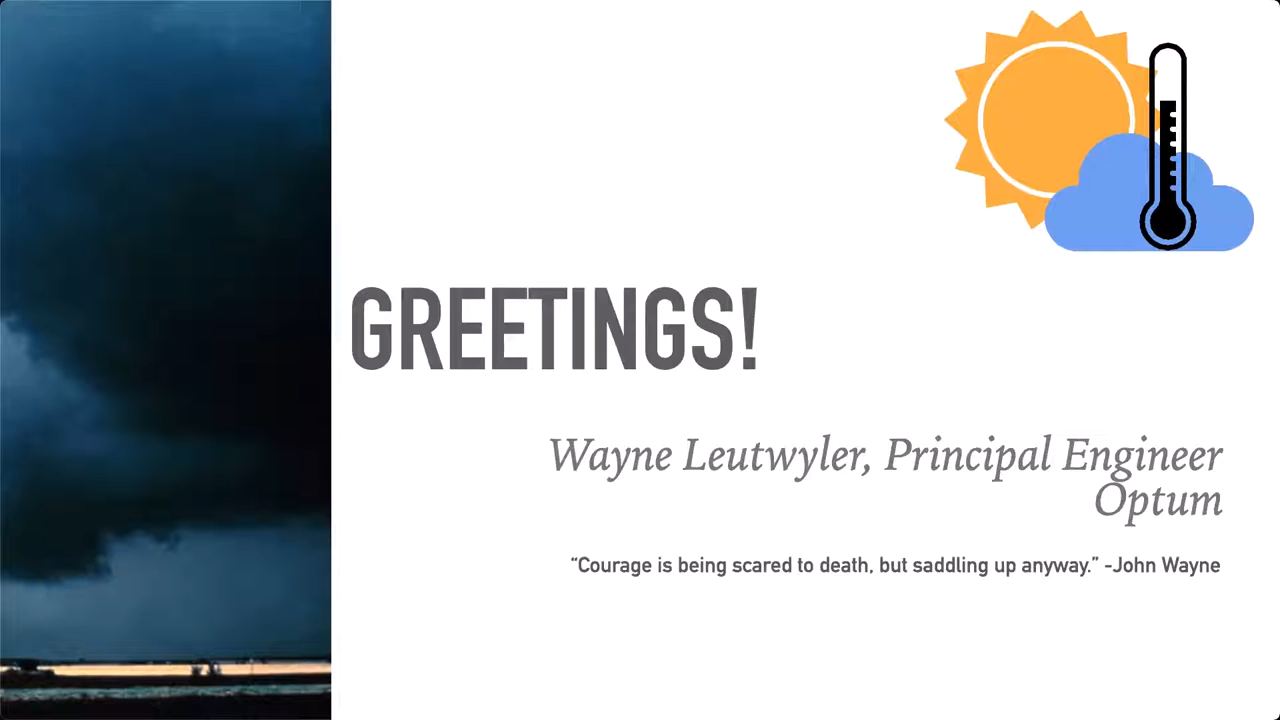 GREETINGS!
Wayne Leutwyler, Principal Engineer
Optum
“Courage is being scared to death, but saddling up anyway.” -John Wayne